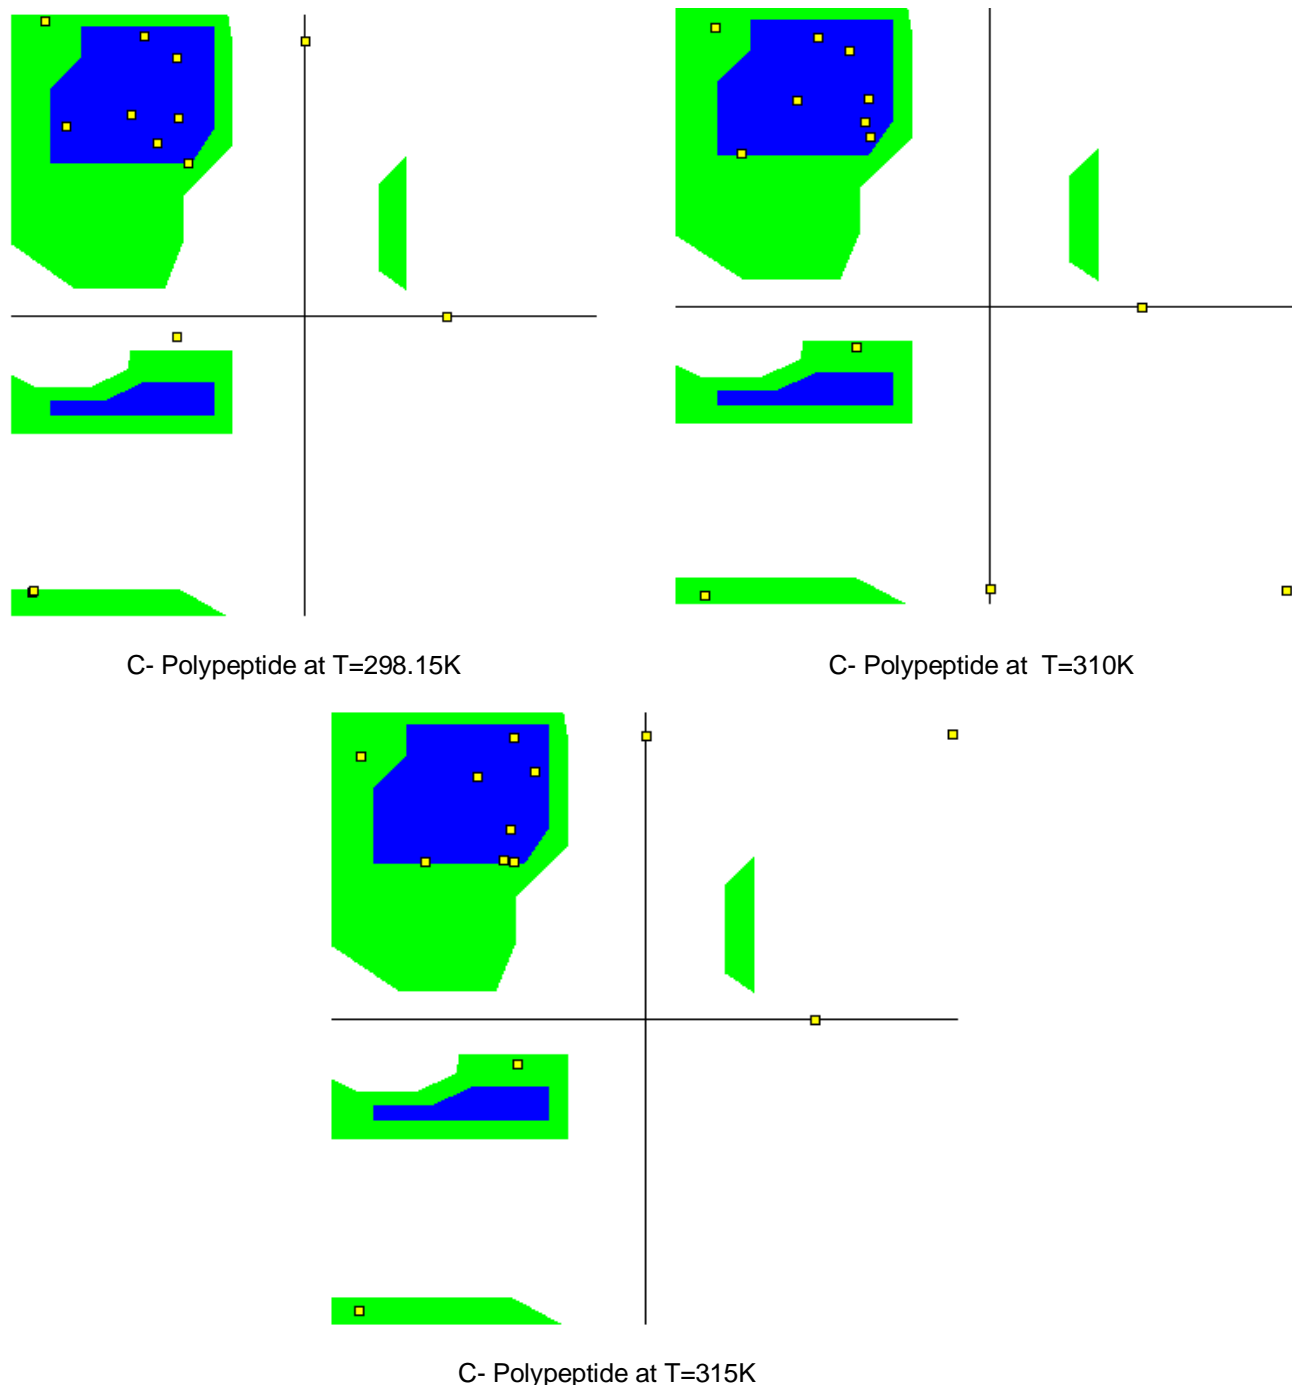 C- Polypeptide at T=298.15K
C- Polypeptide at  T=310K
C- Polypeptide at T=315K